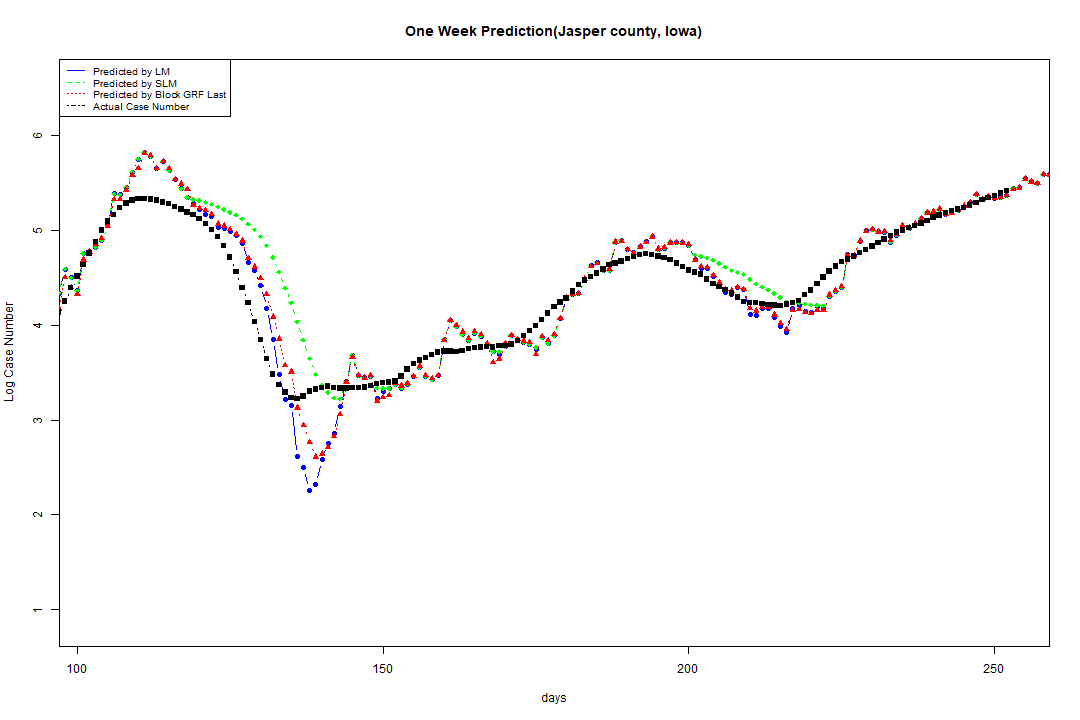 One Week Prediction(Jasper county, Iowa)
Predicted by LM
Predicted by SLM
Predicted by Block GRF Last
Actual Case Number
Log Case Number
6
5
4
3
2
1
100 150 200 250
days